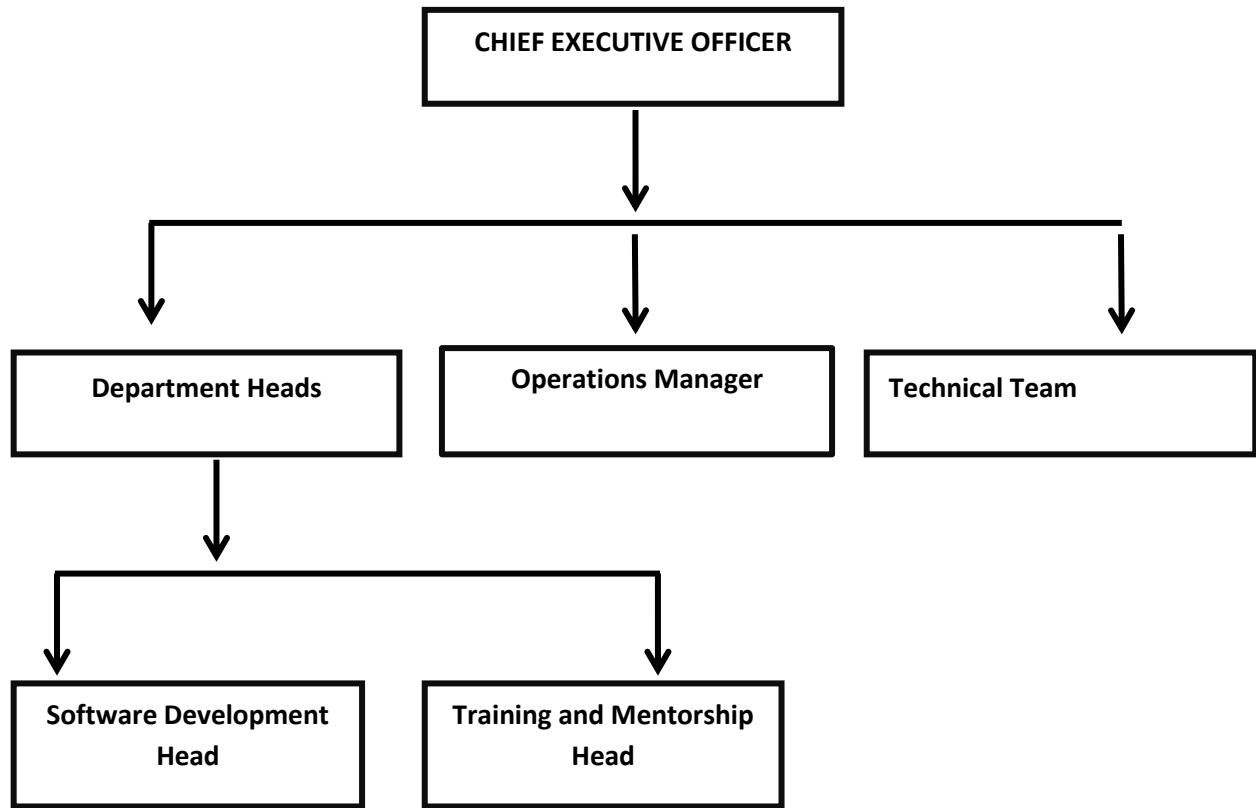 CHIEF EXECUTIVE OFFICER
Department Heads
Operations Manager
Technical Team
Software Development
Head
Training and Mentorship
Head